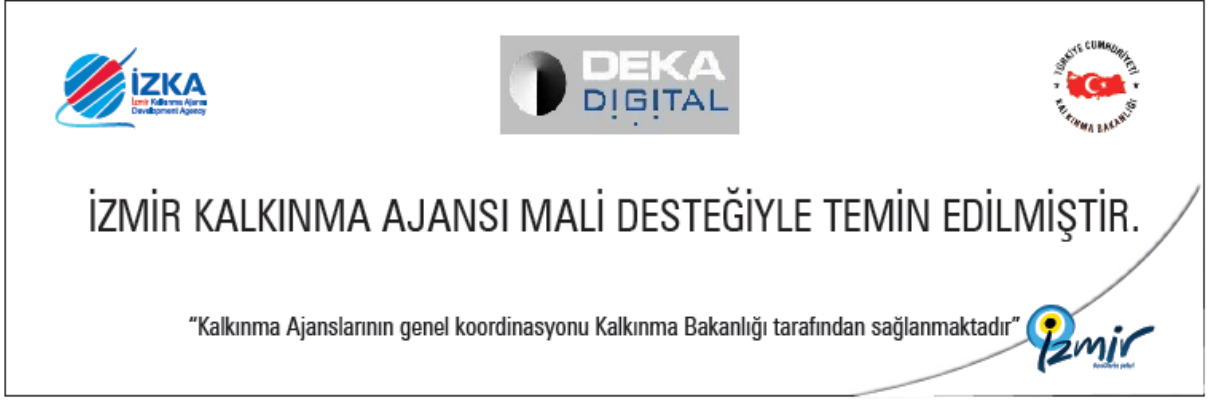 İZKA
İzmir Kalkınma Ajansı
Development Agency
DEKA
DIGITAL
TÜRKİYE CUMHURİYETİ
KALKINMA BAKANLIĞI
İZMİR KALKINMA AJANSI MALİ DESTEĞİYLE TEMİN EDİLMİŞTİR.
“Kalkınma Ajanslarının genel koordinasyonu Kalkınma Bakanlığı tarafından sağlanmaktadır”
izmir